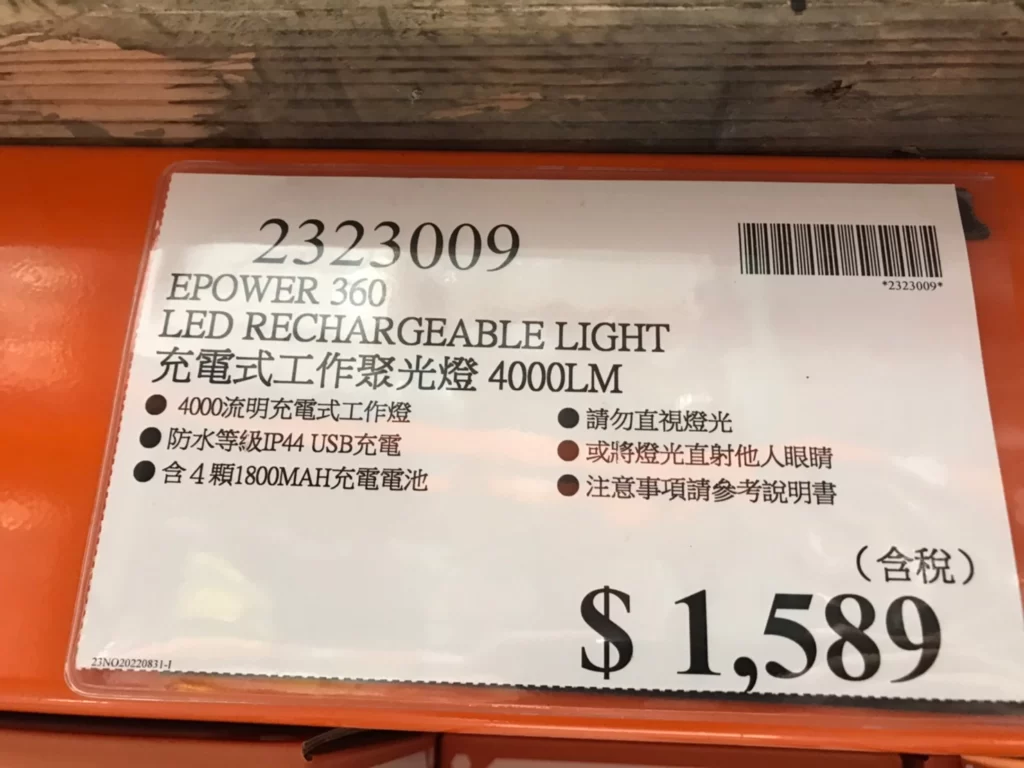 2323009
*2323009*
EPOWER 360
LED RECHARGEABLE LIGHT
充電式工作聚光燈 4000LM
● 4000流明充電式工作燈
● 防水等級IP44 USB充電
● 含４顆1800MAH充電電池
● 請勿直視燈光
● 或將燈光直射他人眼睛
● 注意事項請參考說明書
（含稅）
$ 1,589
23NO20220831-I